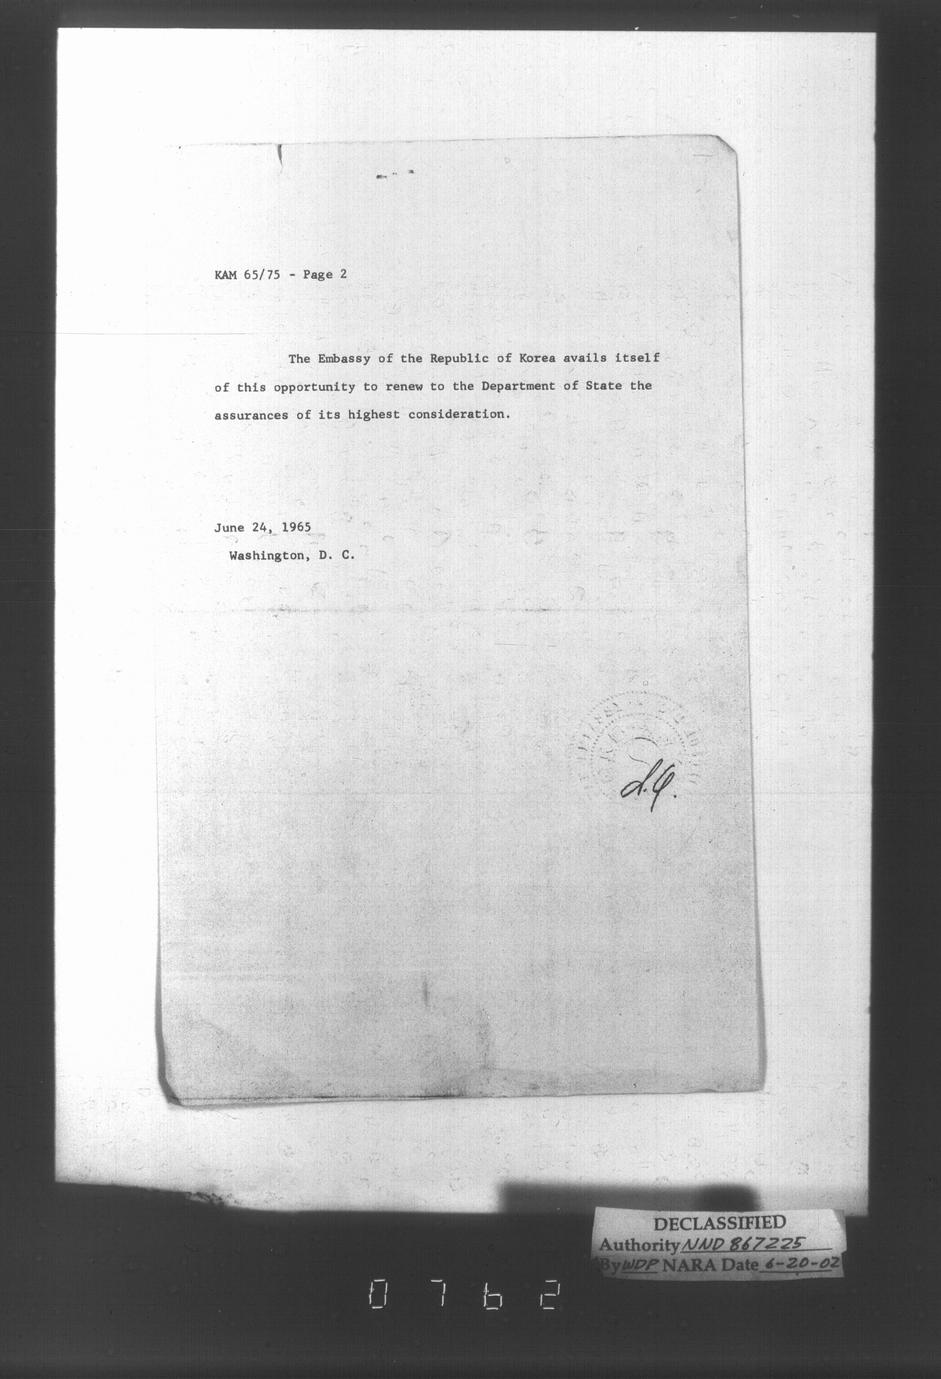 KAM 65/75 - Page 2
The Embassy of the Republic of Korea avails itself
of this opportunity to renew to the Department of State the
assurances of its highest consideration.
June 24, 1965
Washington, D. C.
DECLASSIFIED
Authority NND 867225
By WDP NARA Date 6-20-02
0762